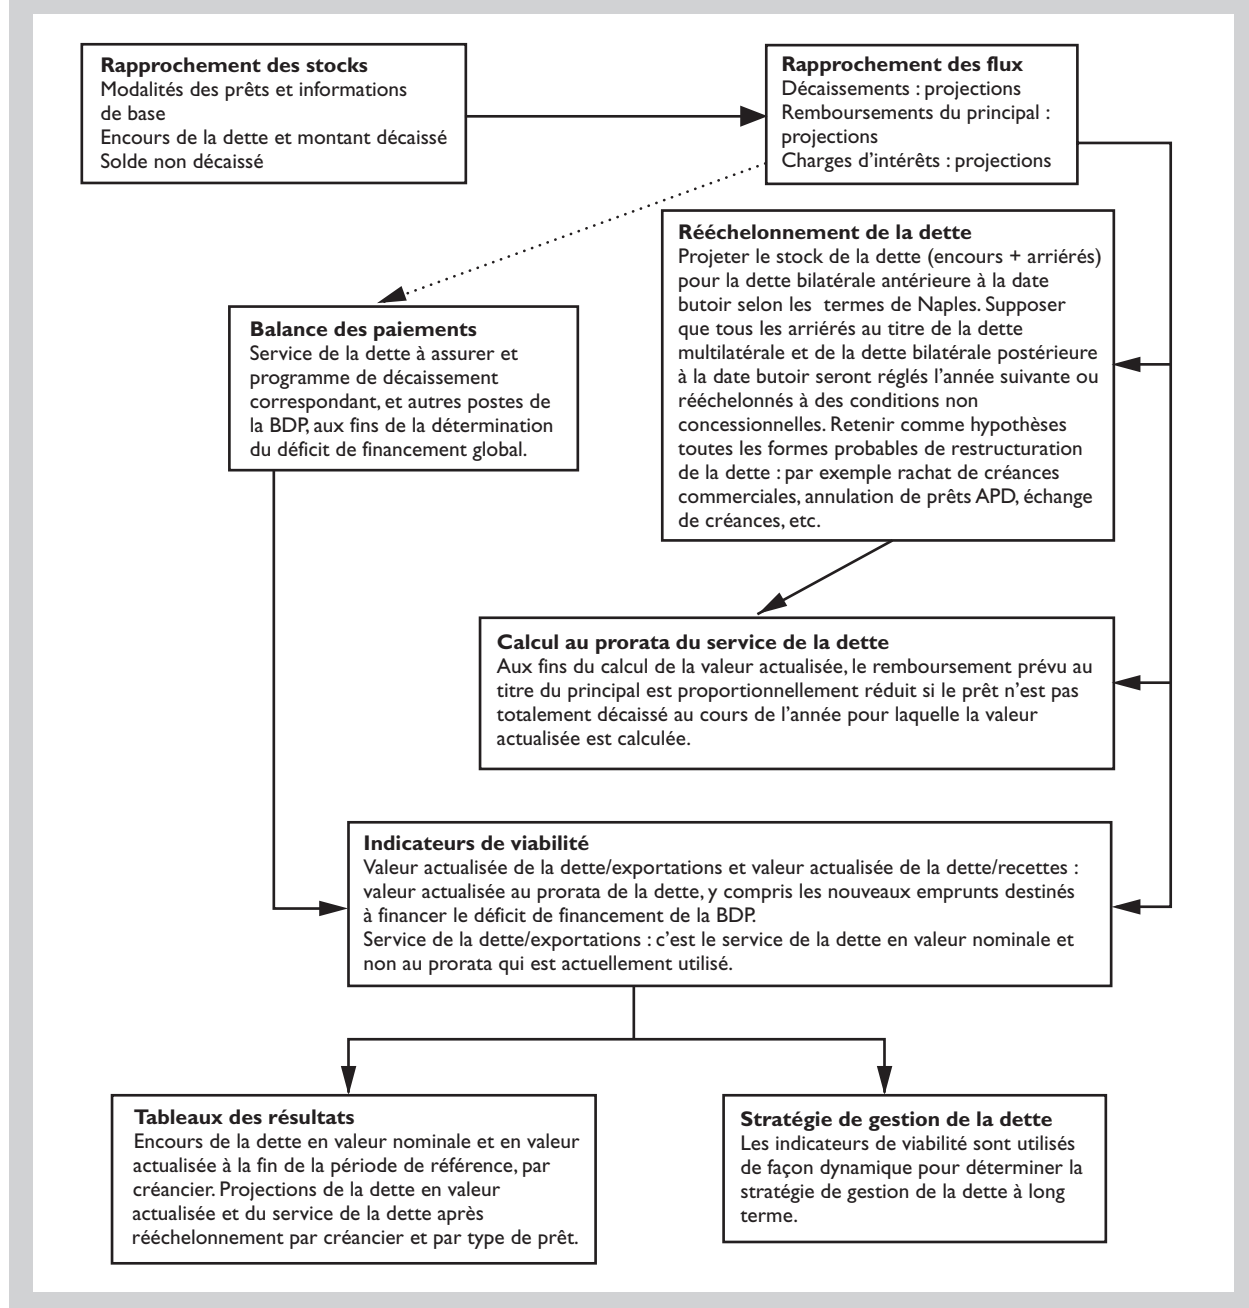 Rapprochement des stocks
Modalités des prêts et informations
de base
Encours de la dette et montant décaissé
Solde non décaissé
Rapprochement des flux
Décaissements : projections
Remboursements du principal :
projections
Charges d'intérêts : projections
Rééchelonnement de la dette
Projeter le stock de la dette (encours + arriérés)
pour la dette bilatérale antérieure à la date
butoir selon les termes de Naples. Supposer
que tous les arriérés au titre de la dette
multilatérale et de la dette bilatérale postérieure
à la date butoir seront réglés l'année suivante ou
rééchelonnés à des conditions non
concessionnelles. Retenir comme hypothèses
toutes les formes probables de restructuration
de la dette : par exemple rachat de créances
commerciales, annulation de prêts APD, échange
de créances, etc.
Balance des paiements
Service de la dette à assurer et
programme de décaissement
correspondant, et autres postes de
la BDP, aux fins de la détermination
du déficit de financement global.
Calcul au prorata du service de la dette
Aux fins du calcul de la valeur actualisée, le remboursement prévu au
titre du principal est proportionnellement réduit si le prêt n'est pas
totalement décaissé au cours de l'année pour laquelle la valeur
actualisée est calculée.
Indicateurs de viabilité
Valeur actualisée de la dette/exportations et valeur actualisée de la dette/recettes :
valeur actualisée au prorata de la dette, y compris les nouveaux emprunts destinés
à financer le déficit de financement de la BDP.
Service de la dette/exportations : c'est le service de la dette en valeur nominale et
non au prorata qui est actuellement utilisé.
Tableaux des résultats
Encours de la dette en valeur nominale et en valeur
actualisée à la fin de la période de référence, par
créancier. Projections de la dette en valeur
actualisée et du service de la dette après
rééchelonnement par créancier et par type de prêt.
Stratégie de gestion de la dette
Les indicateurs de viabilité sont utilisés
de façon dynamique pour déterminer la
stratégie de gestion de la dette à long
terme.